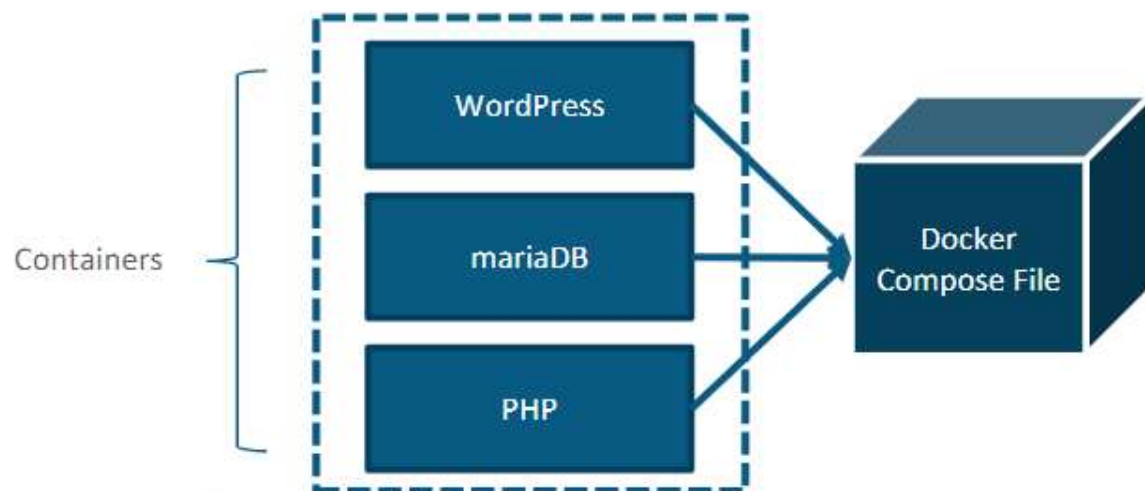 WordPress
Containers
mariaDB
Docker
Compose File
PHP